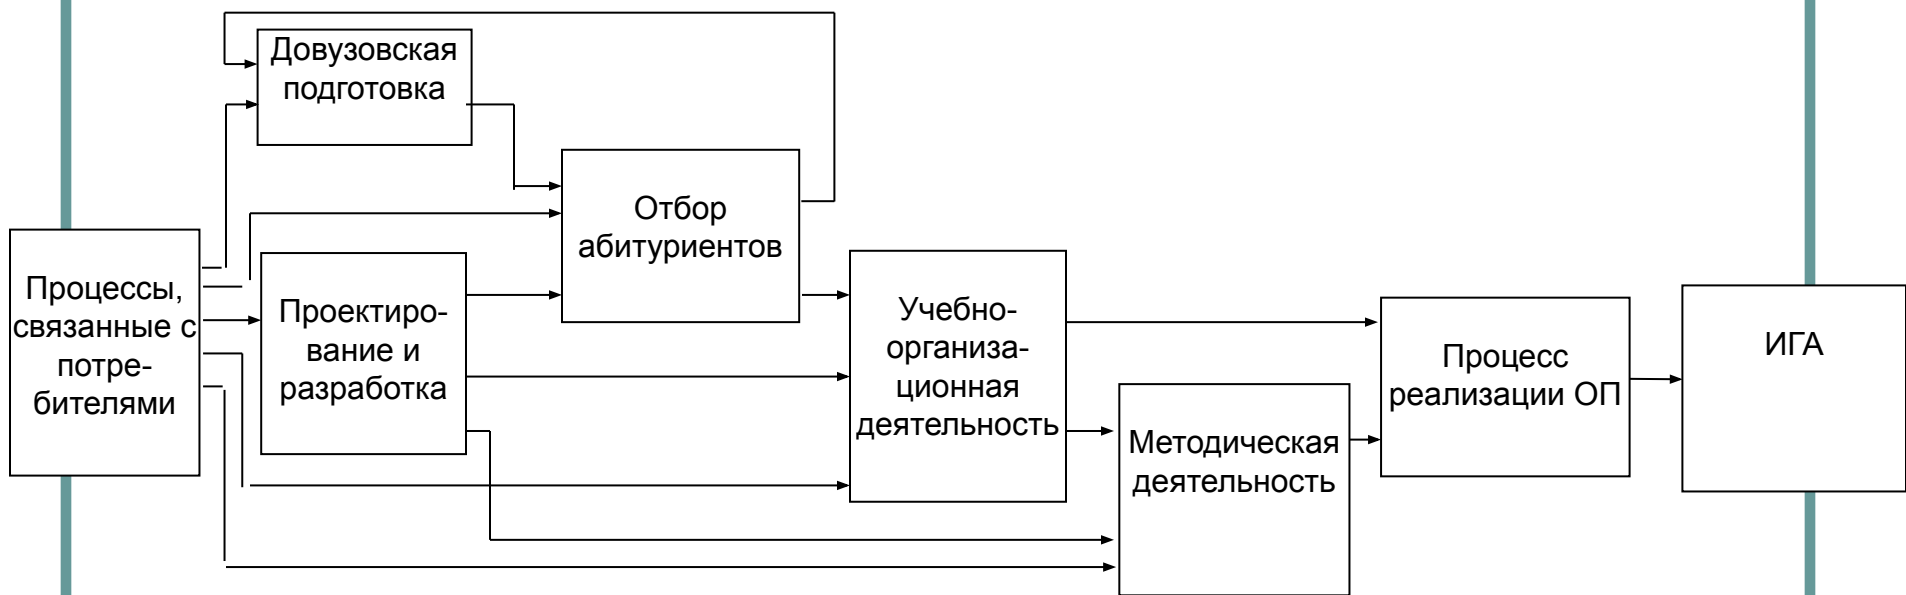 Довузовская
подготовка
Отбор
абитуриентов
Процессы,
связанные с
потре-
бителями
Проектиро-
вание и
разработка
Учебно-
организа-
ционная
деятельность
Методическая
деятельность
Процесс
реализации ОП
ИГА